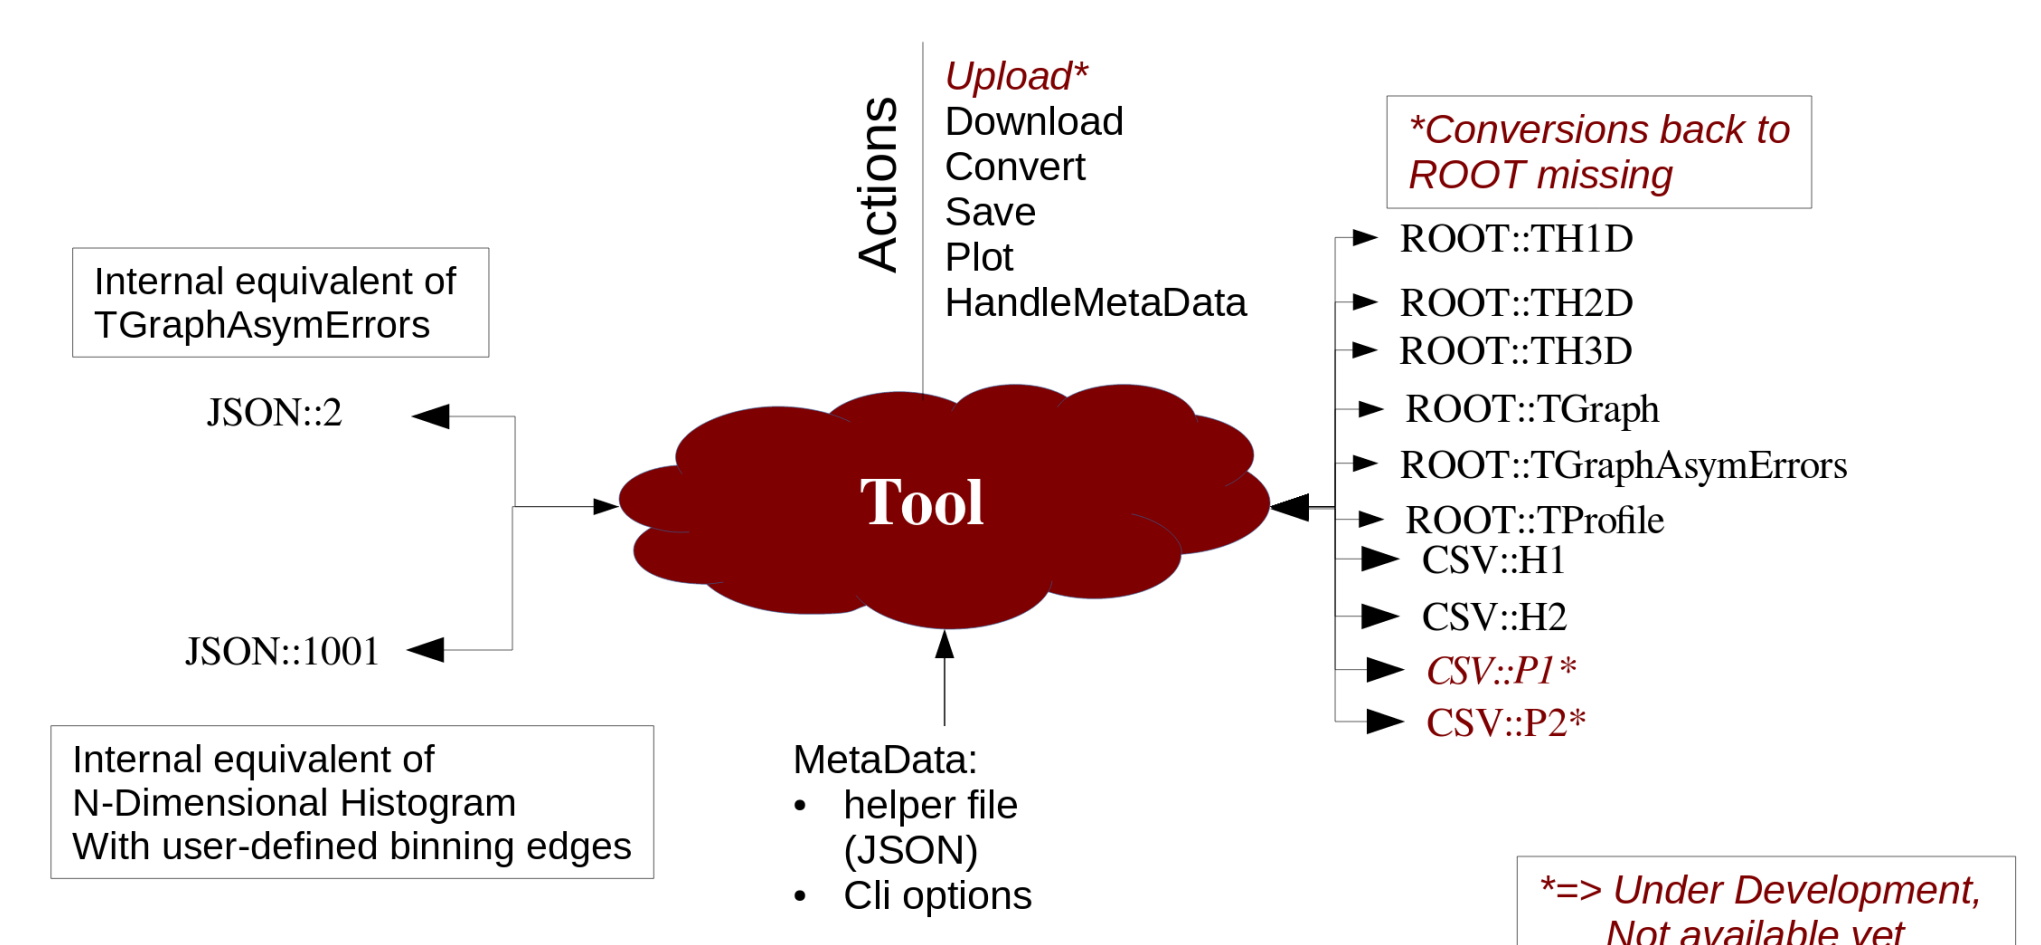 Upload*
Download
Convert
Save
Plot
HandleMetaData
Actions
*Conversions back to
ROOT missing
Internal equivalent of
TGraphAsymErrors
JSON::2
JSON::1001
Internal equivalent of
N-Dimensional Histogram
With user-defined binning edges
Tool
MetaData:
• helper file
(JSON)
• Cli options
ROOT::TH1D
ROOT::TH2D
ROOT::TH3D
ROOT::TGraph
ROOT::TGraphAsymErrors
ROOT::TProfile
CSV::H1
CSV::H2
CSV::P1*
CSV::P2*
*=> Under Development,
Not available yet